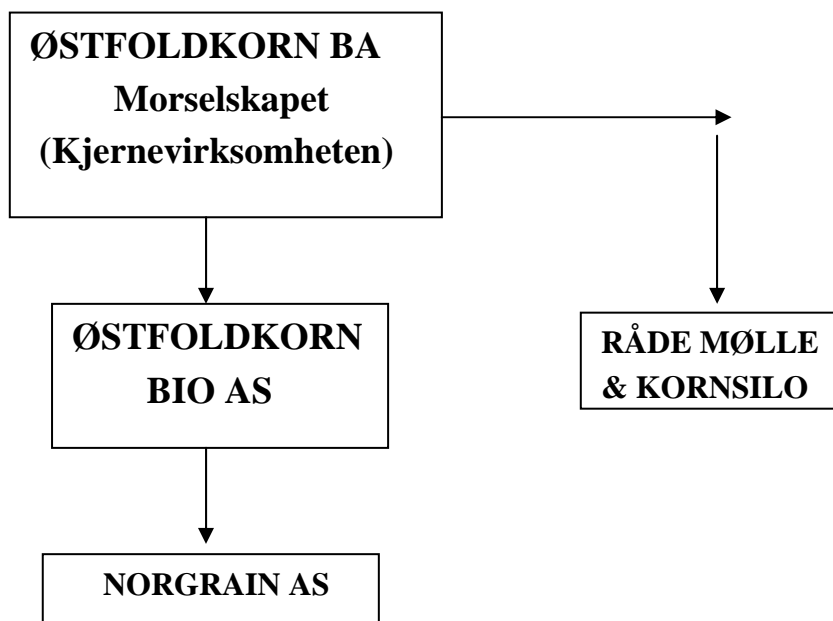 ØSTFOLDKORN BA
Morselskapet
(Kjernevirksomheten)
ØSTFOLDKORN
BIO AS
RÅDE MØLLE
& KORNSILO
NORGRAIN AS